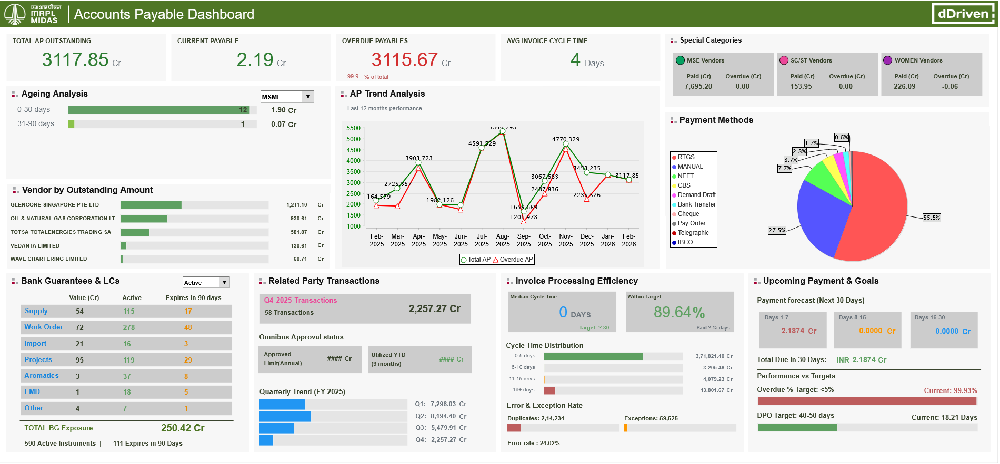 एमआरपीएल
MRPL
MIDAS
Accounts Payable Dashboard
dDriven
TOTAL AP OUTSTANDING
3117.85 Cr
CURRENT PAYABLE
2.19 Cr
OVERDUE PAYABLES
3115.67 Cr
99.9 % of total
AVG INVOICE CYCLE TIME
4 Days
Special Categories
MSE Vendors
Paid (Cr) Overdue (Cr)
7,695.20 0.08
SC/ST Vendors
Paid (Cr) Overdue (Cr)
153.95 0.00
WOMEN Vendors
Paid (Cr) Overdue (Cr)
226.09 -0.06
Ageing Analysis
MSME
0-30 days 12 1.90 Cr
31-90 days 1 0.07 Cr
Vendor by Outstanding Amount
GLENCORE SINGAPORE PTE LTD 1,211.10 Cr
OIL & NATURAL GAS CORPORATION LT 930.61 Cr
TOTSA TOTALENERGIES TRADING SA 581.87 Cr
VEDANTA LIMITED 130.61 Cr
WAVE CHARTERING LIMITED 60.71 Cr
AP Trend Analysis
Last 12 months performance
5500
5000
4500
4000
3500
3000
2500
2000
1500
1000
164.579
2725.357
3903.723
1982.126
4591.529
5346.793
1659.689
1201.978
3067.663
2487.836
4770.329
3453.235
2235.526
3117.85
Feb-2025 Mar-2025 Apr-2025 May-2025 Jun-2025 Jul-2025 Aug-2025 Sep-2025 Oct-2025 Nov-2025 Dec-2025 Jan-2026 Feb-2026
Total AP Overdue AP
Payment Methods
RTGS
MANUAL
NEFT
CBS
Demand Draft
Bank Transfer
Cheque
Pay Order
Telegraphic
IBCO
0.6%
1.7%
2.8%
3.7%
7.7%
27.5%
55.5%
Bank Guarantees & LCs
Active
Value (Cr) Active Expires in 90 days
Supply 54 115 17
Work Order 72 278 48
Import 21 16 3
Projects 95 119 29
Aromatics 3 37 8
EMD 1 18 5
Other 4 7 1
TOTAL BG Exposure 250.42 Cr
590 Active Instruments | 111 Expires in 90 Days
Related Party Transactions
Q4 2025 Transactions
58 Transactions
2,257.27 Cr
Omnibus Approval status
Approved
Limit(Annual)
#### Cr
Utilized YTD
(9 months)
#### Cr
Quarterly Trend (FY 2025)
Q1: 7,296.03 Cr
Q2: 8,194.40 Cr
Q3: 5,479.91 Cr
Q4: 2,257.27 Cr
Invoice Processing Efficiency
Median Cycle Tme
0 DAYS
Target: ? 30
Within Target
89.64%
Paid ? 15 days
Cycle Time Distribution
0-5 days 3,71,821.40 Cr
6-10 days 3,205.46 Cr
11-15 days 4,079.23 Cr
16+ days 43,801.67 Cr
Error & Exception Rate
Duplicates: 2,14,234 Exceptions: 59,525
Error rate : 24.02%
Upcoming Payment & Goals
Payment forecast (Next 30 Days)
Days 1-7
2.1874 Cr
Days 8-15
0.0000 Cr
Days 16-30
0.0000 Cr
Total Due in 30 Days: INR 2.1874 Cr
Performance vs Targets
Overdue % Target: <5% Current: 99.93%
DPO Target: 40-50 days Current: 18.21 Days